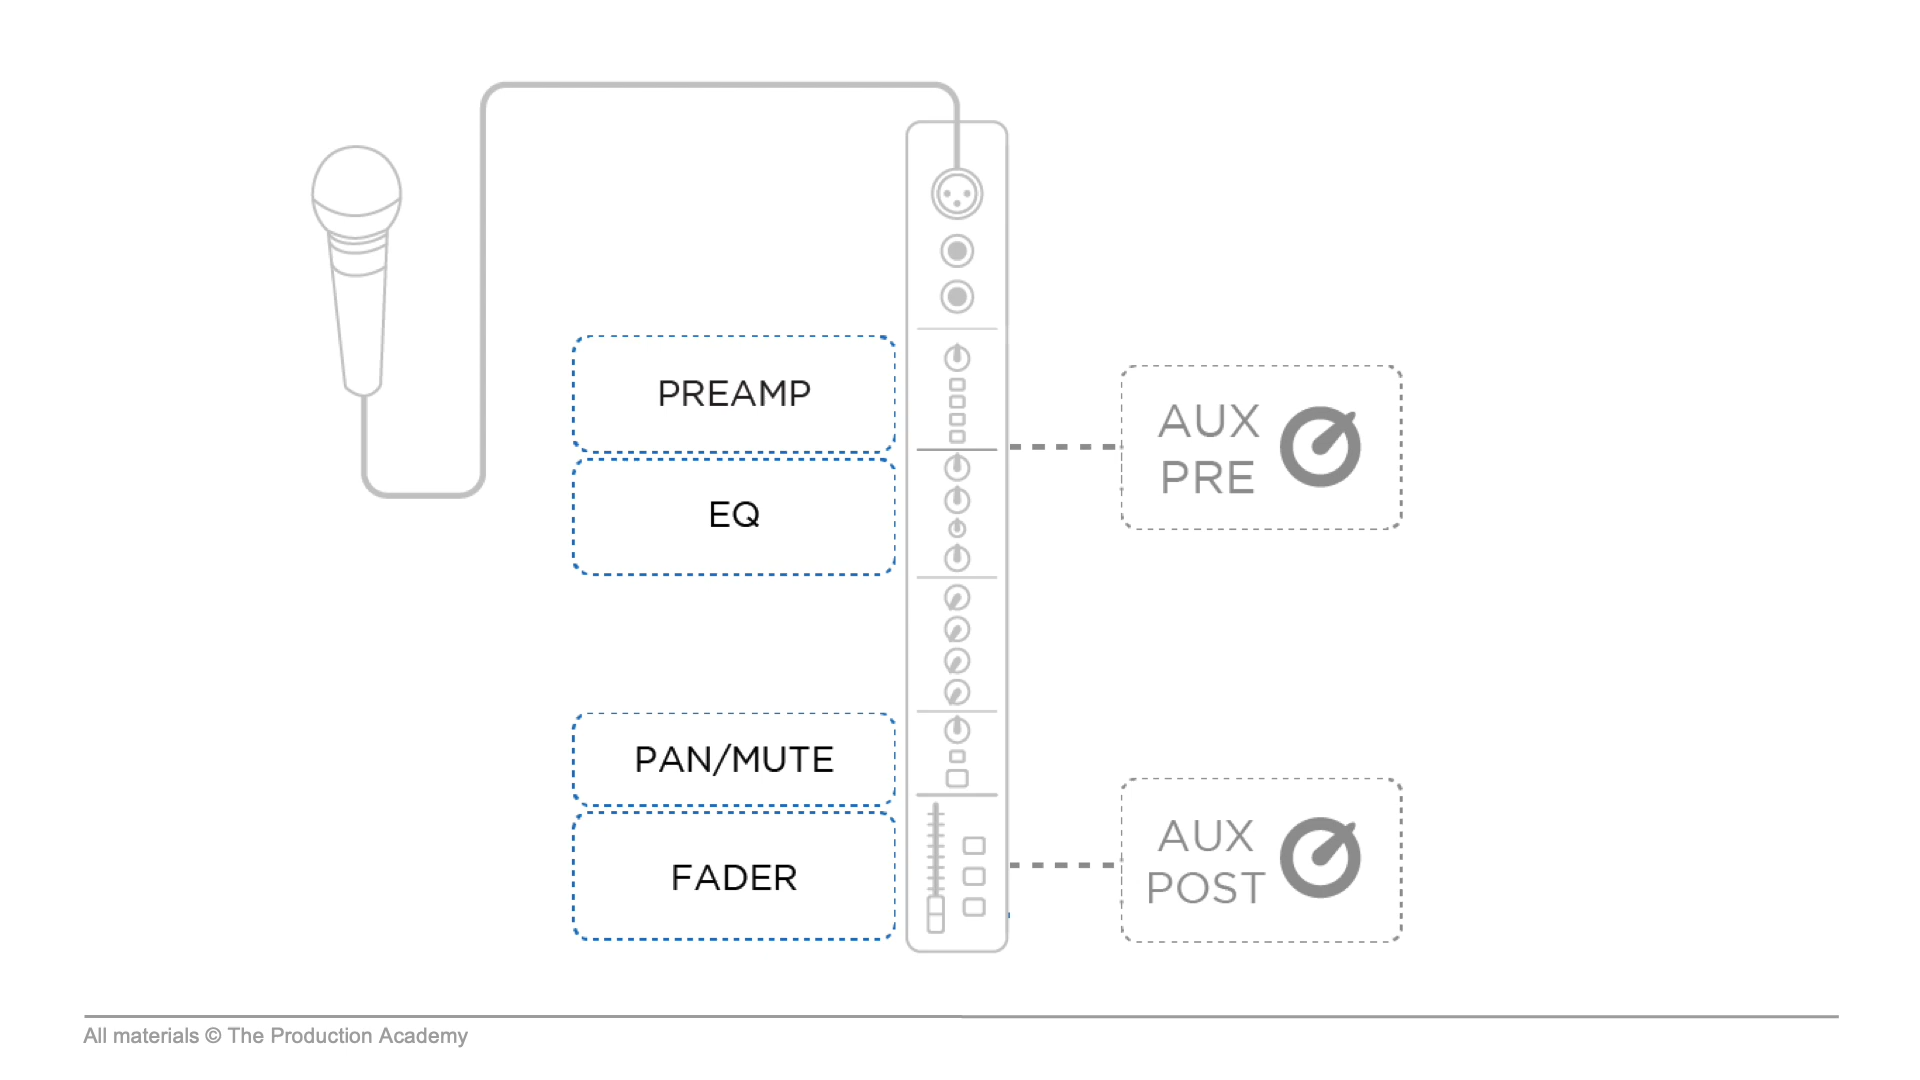 PREAMP
EQ
PAN/MUTE
FADER
AUX
PRE
AUX
POST
All materials © The Production Academy